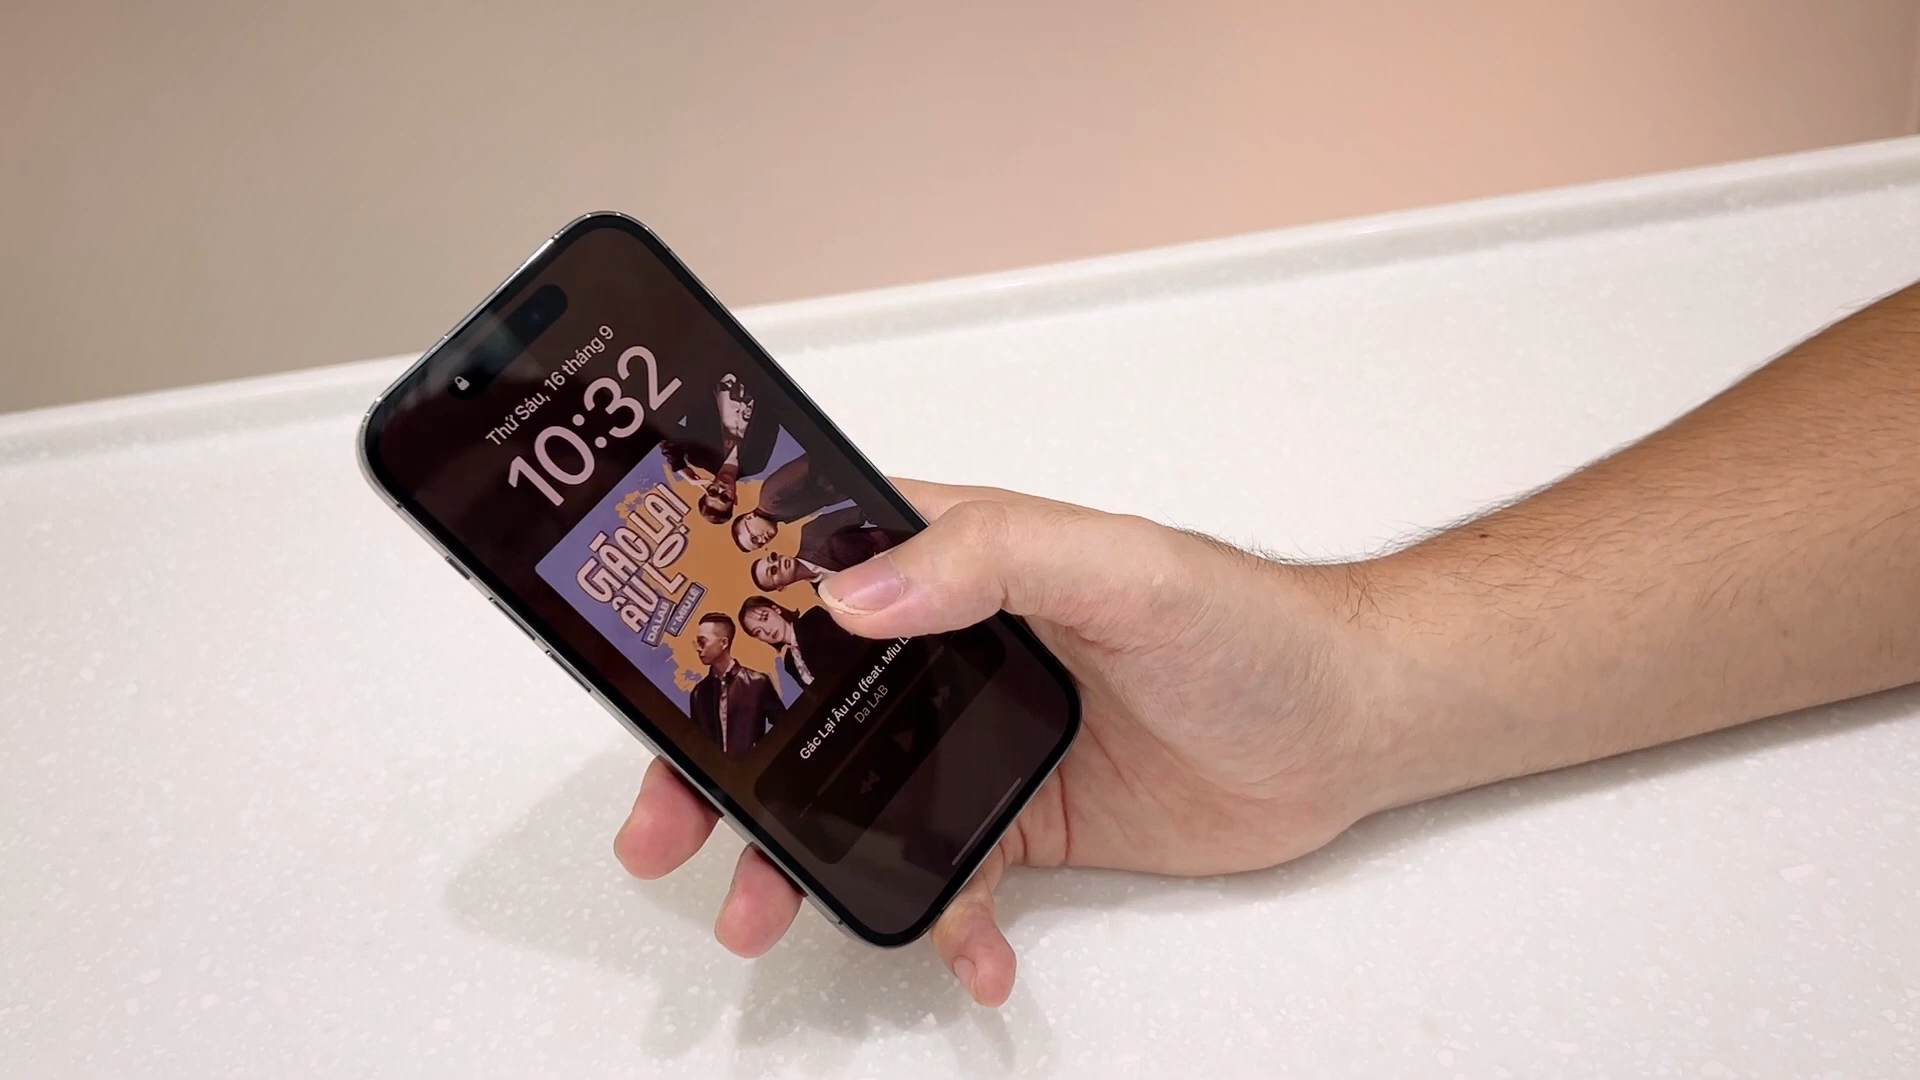 Thứ Sáu, 16 tháng 9
10:32
GÁC LẠI
ÂU LO
DA LAB
MIU LÊ
Gác Lại Âu Lo (feat. Miu
Da LAB